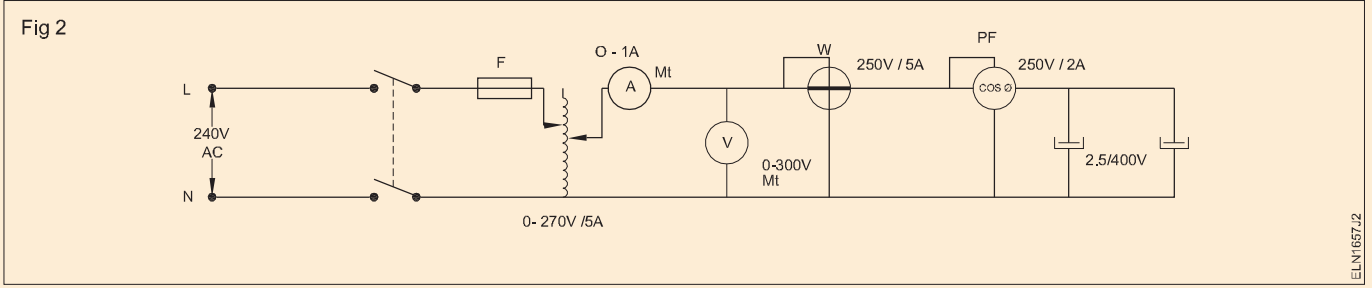 Fig 2
L
240V
AC
N
F
0- 270V /5A
O - 1A
A
Mt
V
0-300V
Mt
W
250V / 5A
PF
COS Ø
250V / 2A
2.5/400V
ELN1657J2